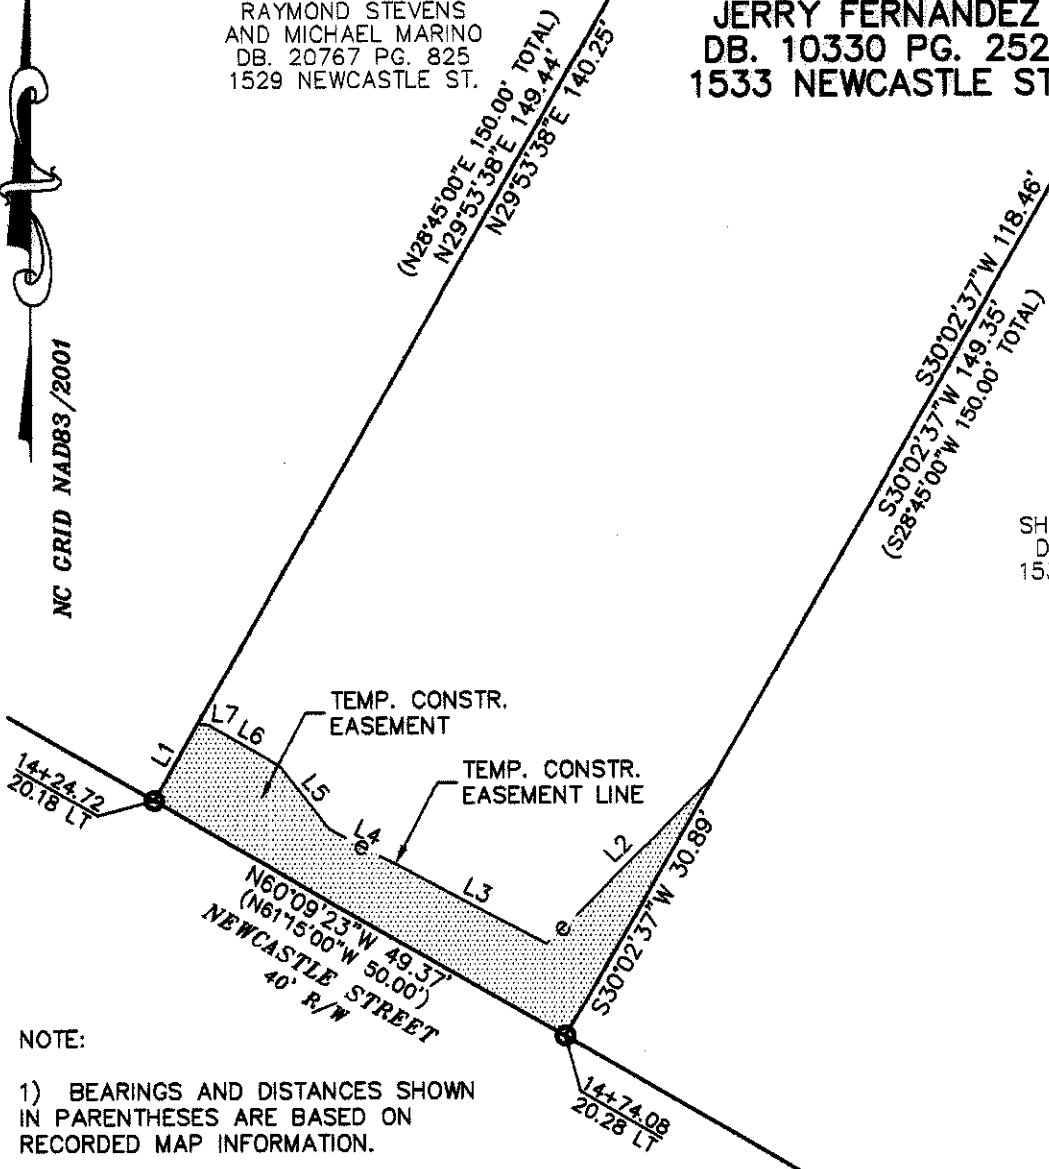 RAYMOND STEVENS
AND MICHAEL MARINO
DB. 20767 PG. 825
1529 NEWCASTLE ST.
JERRY FERNANDEZ
DB. 10330 PG. 252
1533 NEWCASTLE ST
(N28°45'00"E 150.00' TOTAL)
N29°53'38"E 149.44'
N29°53'38"E 140.25'
S30°02'37"W 118.46'
S30°02'37"W 149.35'
(S28°45'00"W 150.00' TOTAL)
NC GRID NAD83/2001
SH
D
153
TEMP. CONSTR.
EASEMENT
TEMP. CONSTR.
EASEMENT LINE
L1
L7
L6
L5
L4
e
L3
e
L2
S30°02'37"W 30.89'
14+24.72
20.18 LT
N60°09'23"W 49.37'
(N61°15'00"W 50.00')
NEWCASTLE STREET
40' R/W
14+74.08
20.28 LT
NOTE:
1) BEARINGS AND DISTANCES SHOWN
IN PARENTHESES ARE BASED ON
RECORDED MAP INFORMATION.